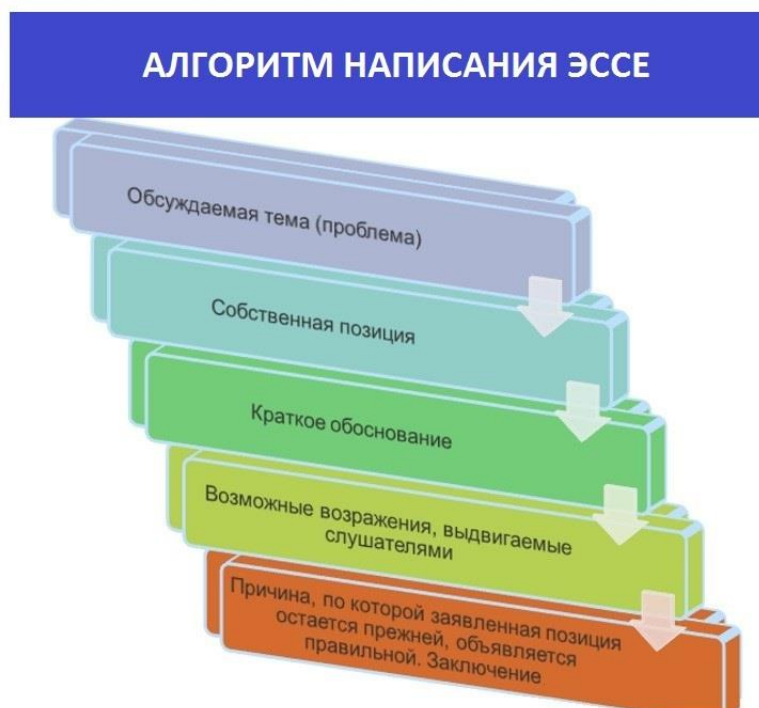 АЛГОРИТМ НАПИСАНИЯ ЭССЕ
Обсуждаемая тема (проблема)
Собственная позиция
Краткое обоснование
Возможные возражения, выдвигаемые
слушателями
Причина, по которой заявленная позиция
остается прежней, объявляется
правильной. Заключение